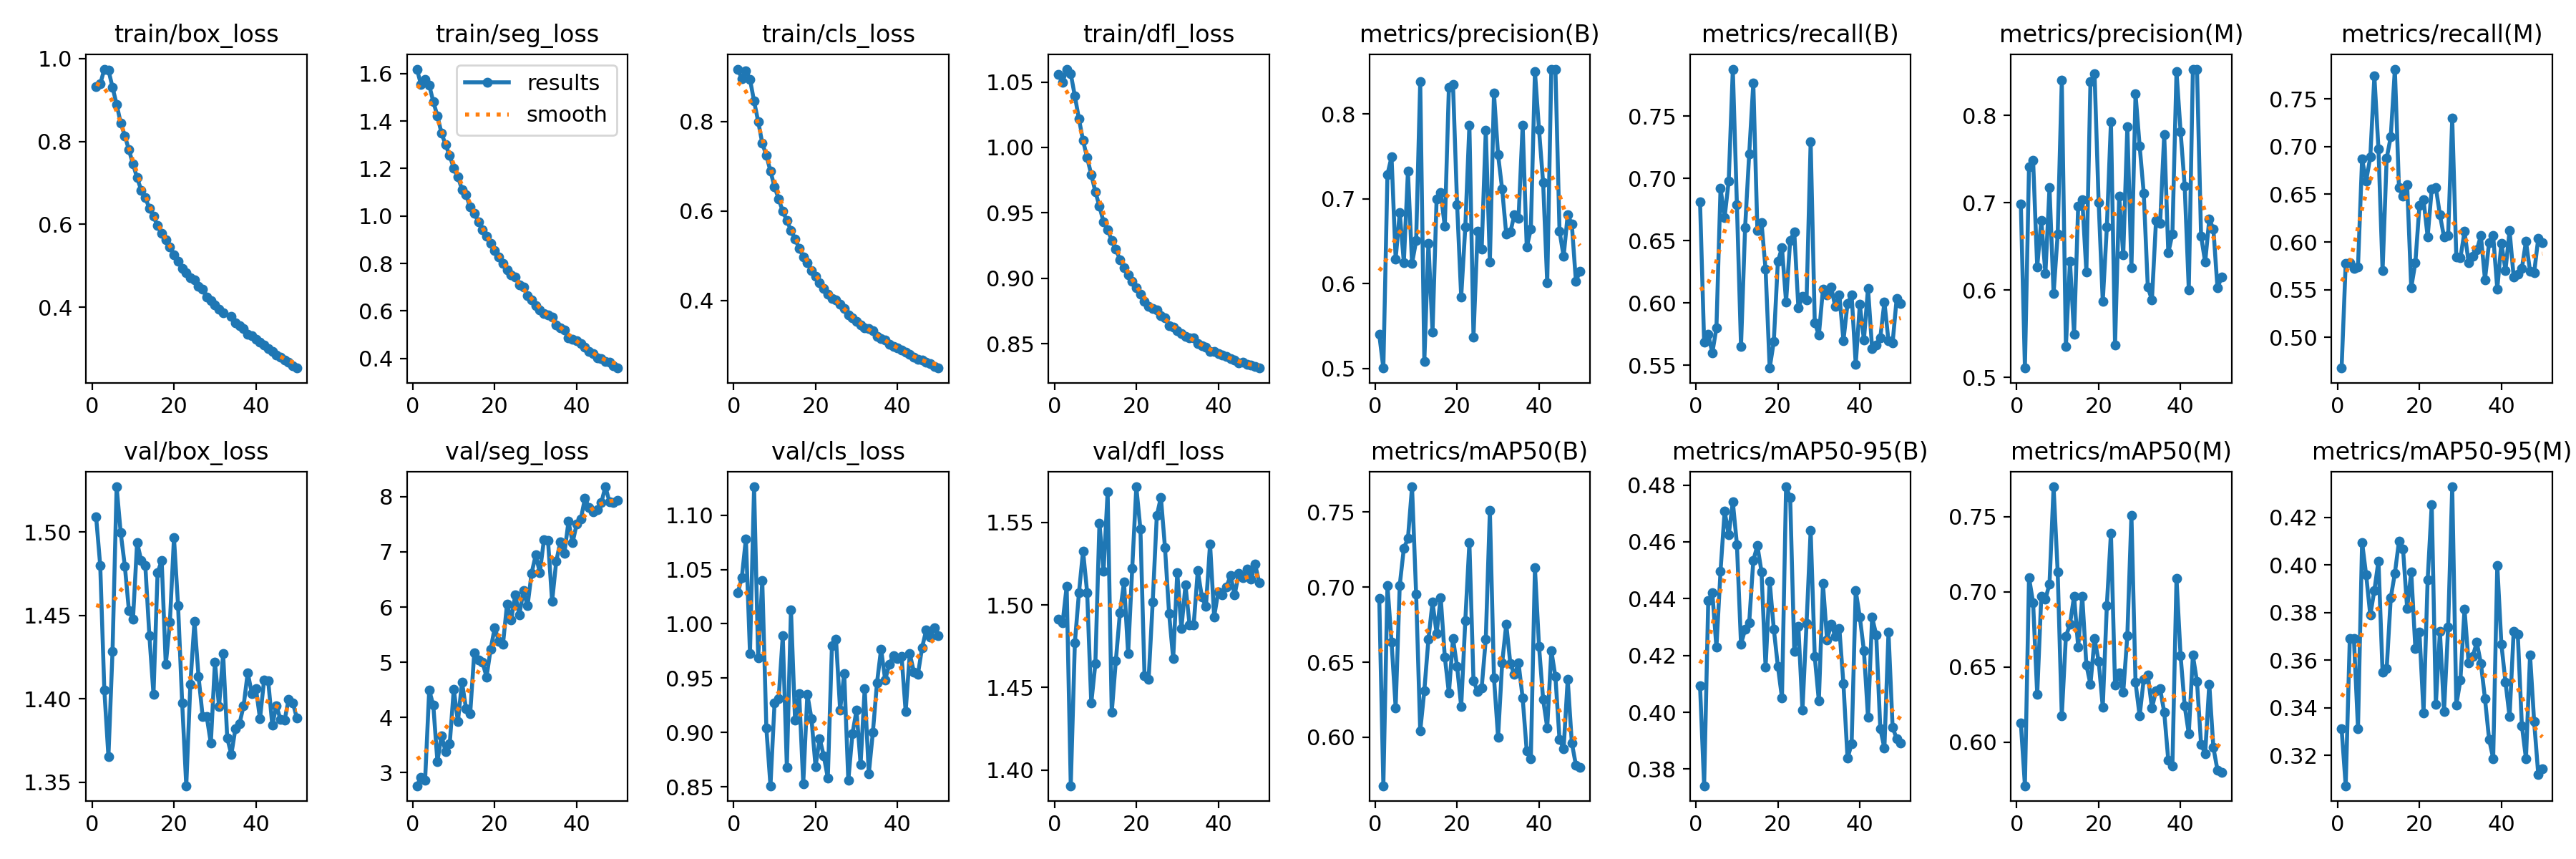 train/box_loss
train/seg_loss
train/cls_loss
train/dfl_loss
metrics/precision(B)
metrics/recall(B)
metrics/precision(M)
metrics/recall(M)
results
smooth
1.0
0.8
0.6
0.4
0 20 40
1.6
1.4
1.2
1.0
0.8
0.6
0.4
0 20 40
0.8
0.6
0.4
0 20 40
1.05
1.00
0.95
0.90
0.85
0 20 40
0.8
0.7
0.6
0.5
0 20 40
0.75
0.70
0.65
0.60
0.55
0 20 40
0.8
0.7
0.6
0.5
0 20 40
0.75
0.70
0.65
0.60
0.55
0.50
0 20 40
val/box_loss
val/seg_loss
val/cls_loss
val/dfl_loss
metrics/mAP50(B)
metrics/mAP50-95(B)
metrics/mAP50(M)
metrics/mAP50-95(M)
1.50
1.45
1.40
1.35
0 20 40
8
7
6
5
4
3
0 20 40
1.10
1.05
1.00
0.95
0.90
0.85
0 20 40
1.55
1.50
1.45
1.40
0 20 40
0.75
0.70
0.65
0.60
0 20 40
0.48
0.46
0.44
0.42
0.40
0.38
0 20 40
0.75
0.70
0.65
0.60
0 20 40
0.42
0.40
0.38
0.36
0.34
0.32
0 20 40